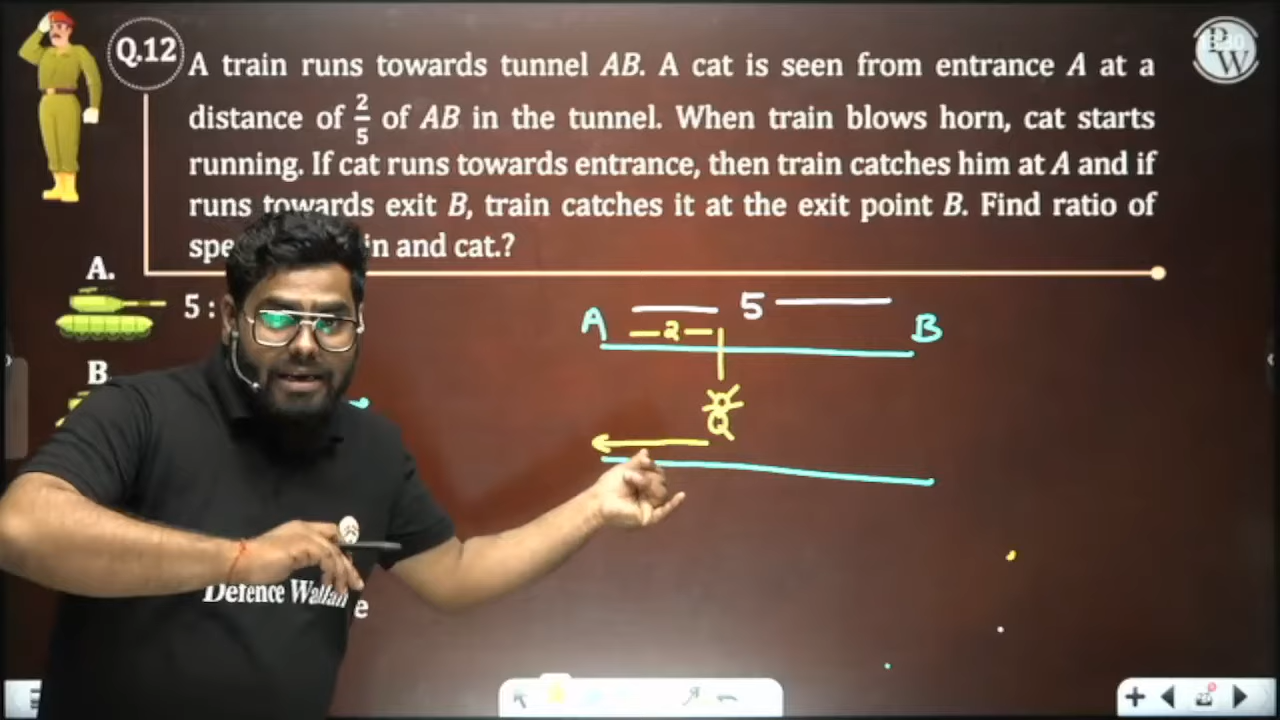 Q.12
A train runs towards tunnel AB. A cat is seen from entrance A at a
distance of 2/5 of AB in the tunnel. When train blows horn, cat starts
running. If cat runs towards entrance, then train catches him at A and if
runs towards exit B, train catches it at the exit point B. Find ratio of
in and cat.?
A.
5 :
B
A 5 B
2
Defence Wallah
e